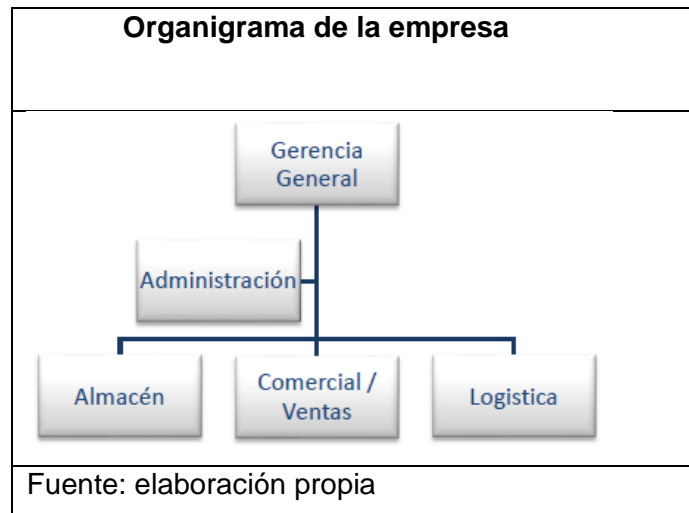 Organigrama de la empresa
Gerencia
General
Administración
Almacén
Comercial /
Ventas
Logistica
Fuente: elaboración propia